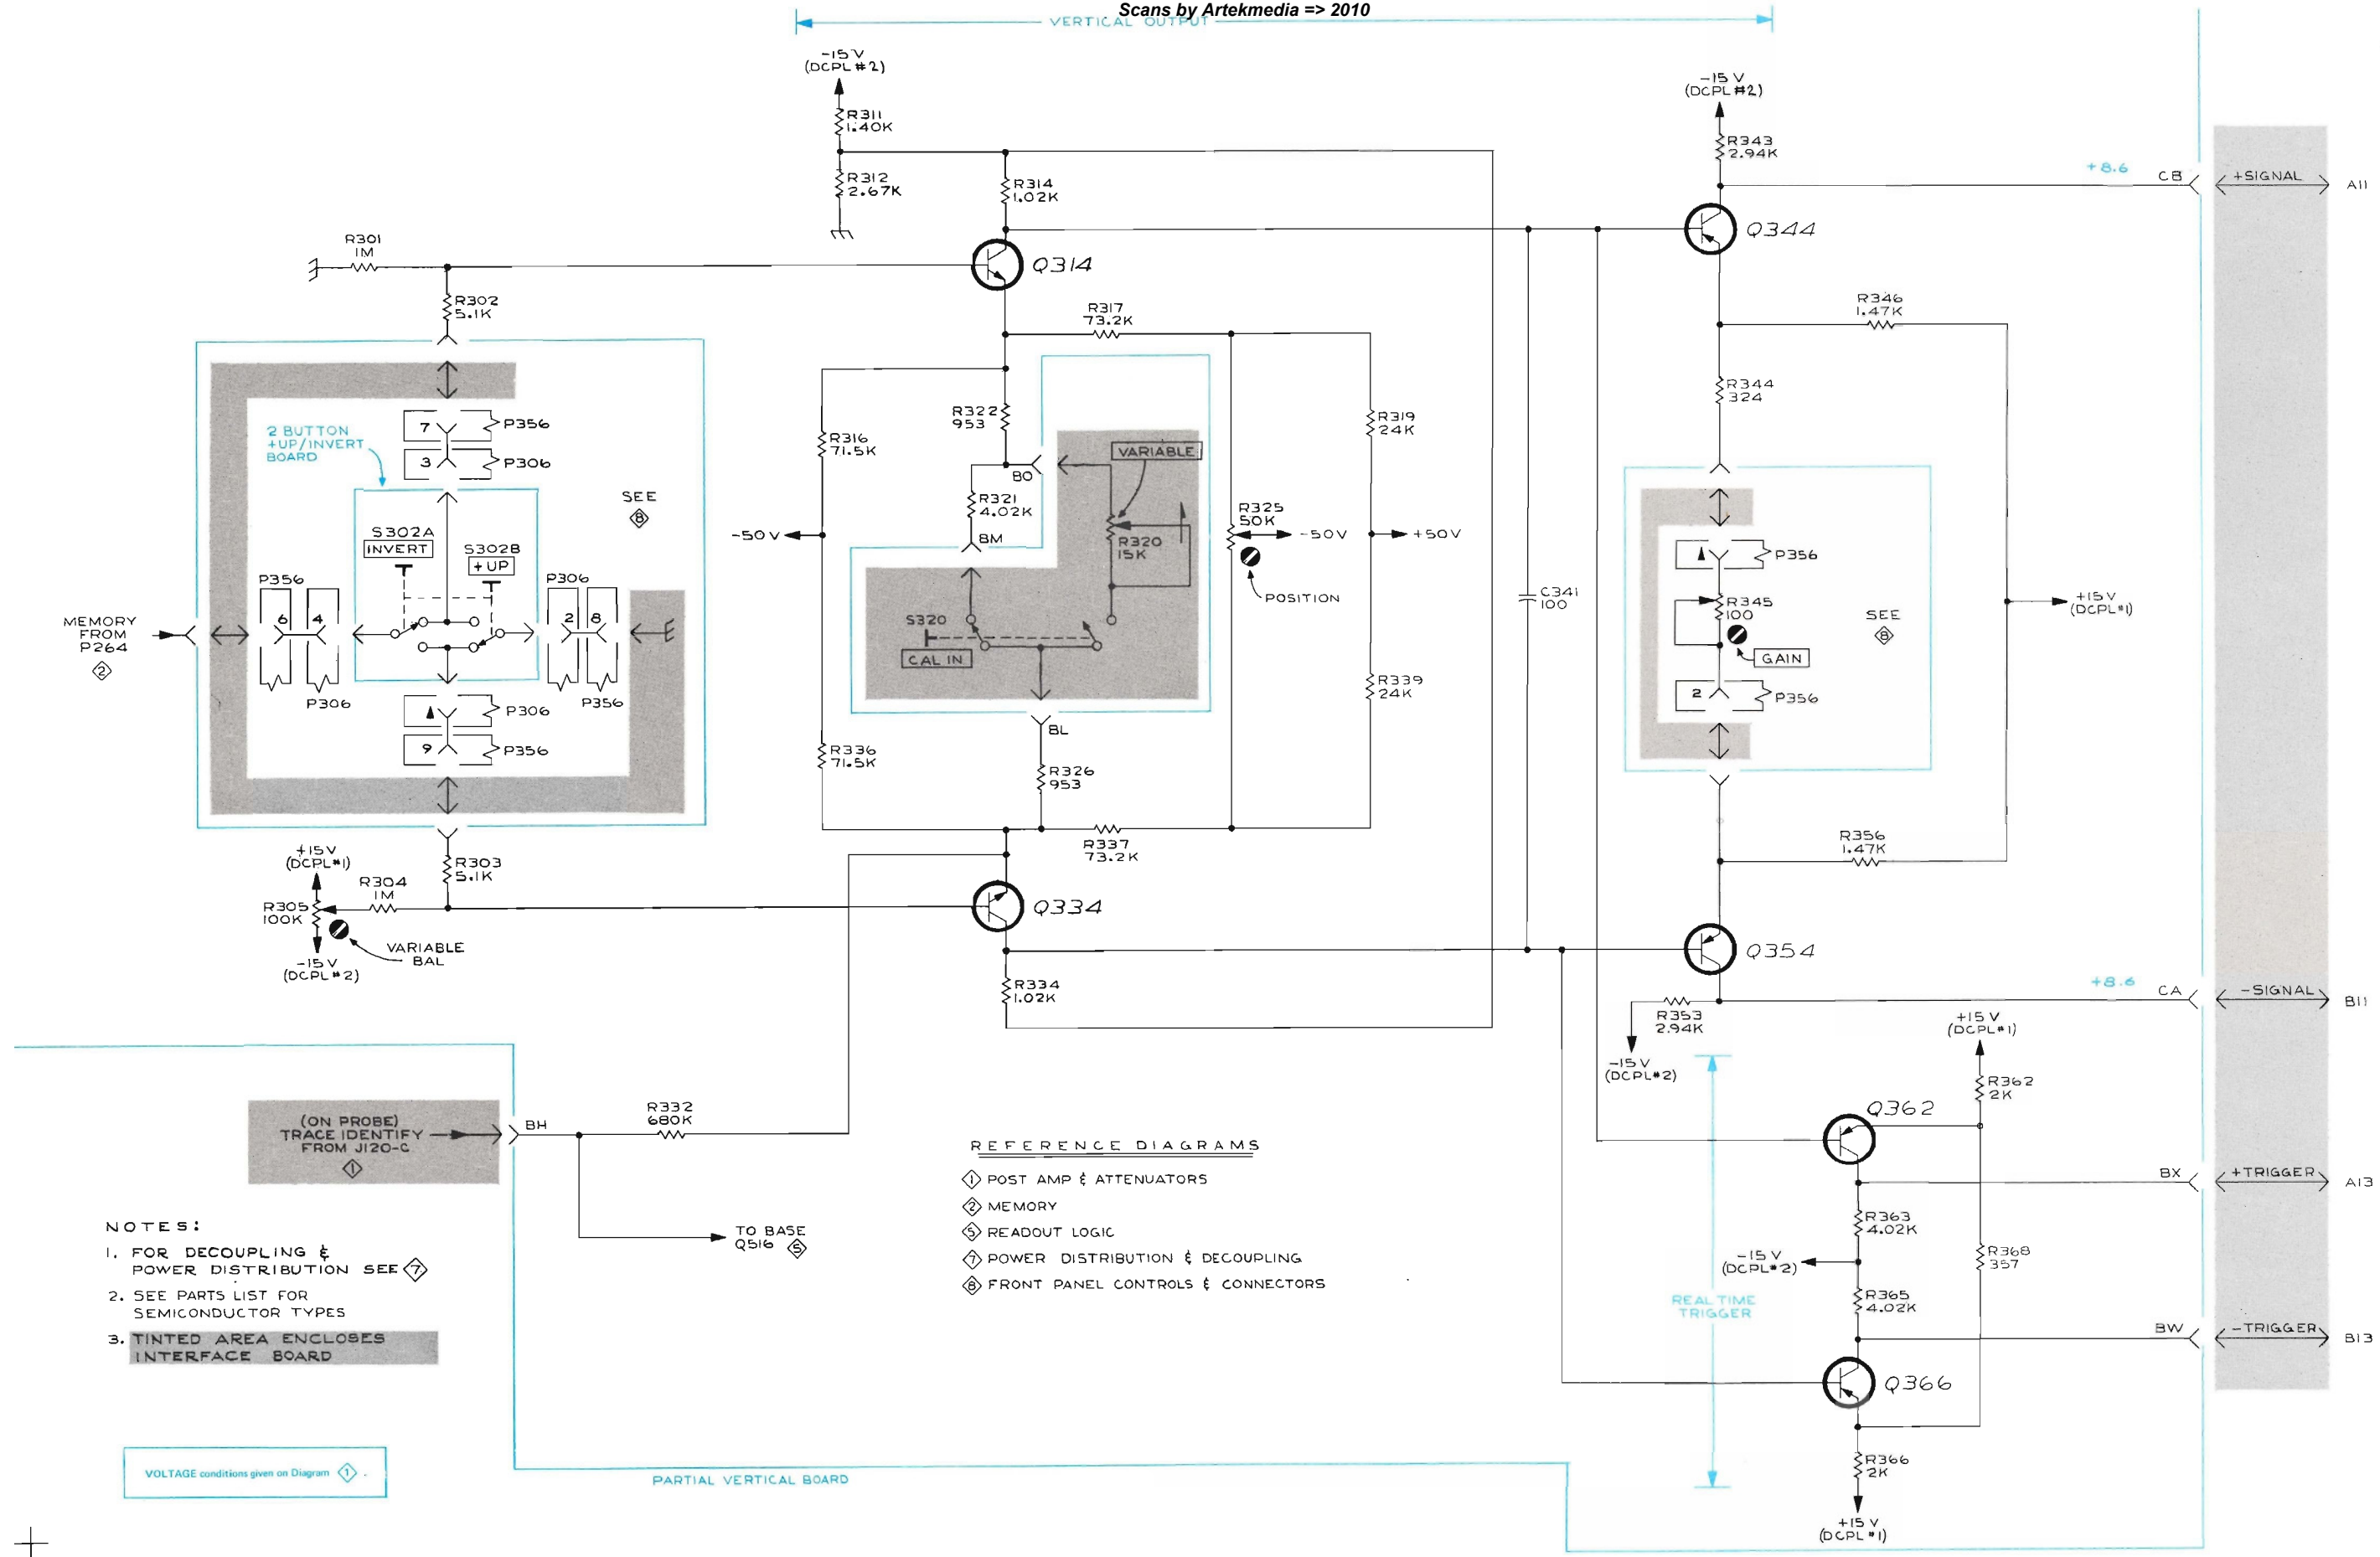 Scans by Artekmedia => 2010
VERTICAL OUTPUT
-15 V
(DCPL #2)
R311
1.40K
R312
2.67K
R314
1.02K
-15 V
(DCPL #2)
R343
2.94K
+8.6
CB
+SIGNAL
A11
R301
1M
Q314
Q344
R302
5.1K
R317
73.2K
R346
1.47K
2 BUTTON
+UP/INVERT
BOARD
7
P356
3
P306
SEE
8
S302A
INVERT
S302B
+UP
P356
6
4
P306
P306
2
8
P356
P306
9
P356
MEMORY
FROM
P264
2
R316
71.5K
R322
953
BO
VARIABLE
R321
4.02K
BM
R320
15K
-50V
S320
CAL IN
R325
50K
-50V
POSITION
R319
24K
+50V
R339
24K
C341
100
R344
324
P356
R345
100
GAIN
2
P356
SEE
8
+15V
(DCPL#1)
BL
R336
71.5K
R326
953
R337
73.2K
R356
1.47K
+15V
(DCPL#1)
R303
5.1K
R304
1M
R305
100K
VARIABLE
BAL
-15V
(DCPL#2)
Q334
Q354
R334
1.02K
R353
2.94K
-15V
(DCPL#2)
+8.6
CA
-SIGNAL
B11
+15 V
(DCPL#1)
R362
2K
Q362
(ON PROBE)
TRACE IDENTIFY
FROM J120-C
1
BH
R332
680K
TO BASE
Q516
5
BX
+TRIGGER
A13
R363
4.02K
-15 V
(DCPL#2)
R368
357
R365
4.02K
REAL TIME
TRIGGER
BW
-TRIGGER
B13
Q366
R366
2K
+15 V
(DCPL#1)
REFERENCE DIAGRAMS
1 POST AMP & ATTENUATORS
2 MEMORY
5 READOUT LOGIC
7 POWER DISTRIBUTION & DECOUPLING
8 FRONT PANEL CONTROLS & CONNECTORS
NOTES:
1. FOR DECOUPLING &
POWER DISTRIBUTION SEE 7
2. SEE PARTS LIST FOR
SEMICONDUCTOR TYPES
3. TINTED AREA ENCLOSES
INTERFACE BOARD
VOLTAGE conditions given on Diagram 1 .
PARTIAL VERTICAL BOARD